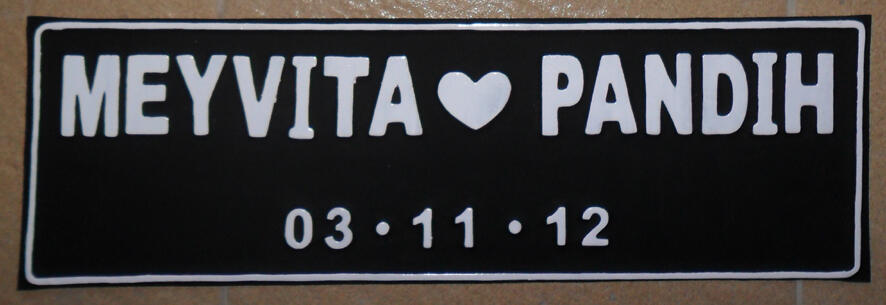 MEYVITA ♥ PANDIH
03 • 11 • 12